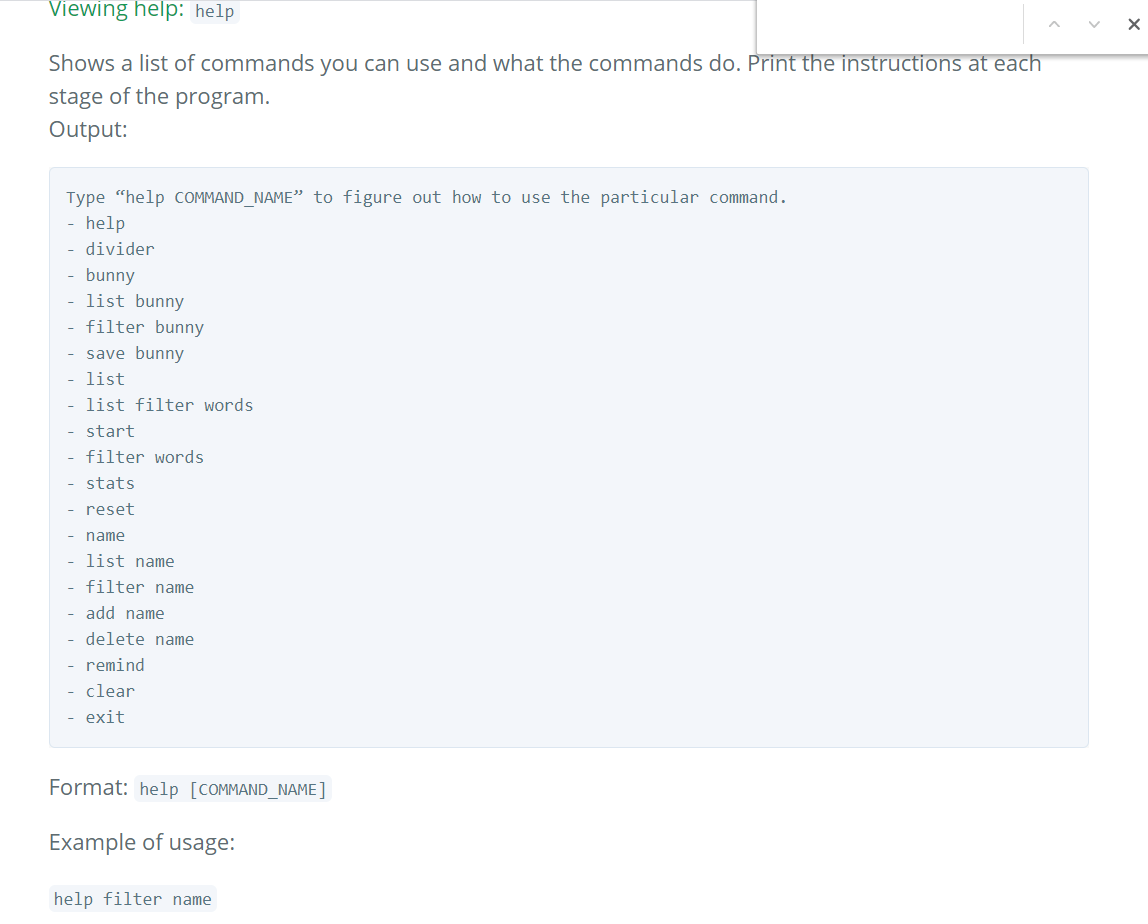 Viewing help: help
Shows a list of commands you can use and what the commands do. Print the instructions at each
stage of the program.
Output:
Type “help COMMAND_NAME” to figure out how to use the particular command.
- help
- divider
- bunny
- list bunny
- filter bunny
- save bunny
- list
- list filter words
- start
- filter words
- stats
- reset
- name
- list name
- filter name
- add name
- delete name
- remind
- clear
- exit
Format: help [COMMAND_NAME]
Example of usage:
help filter name